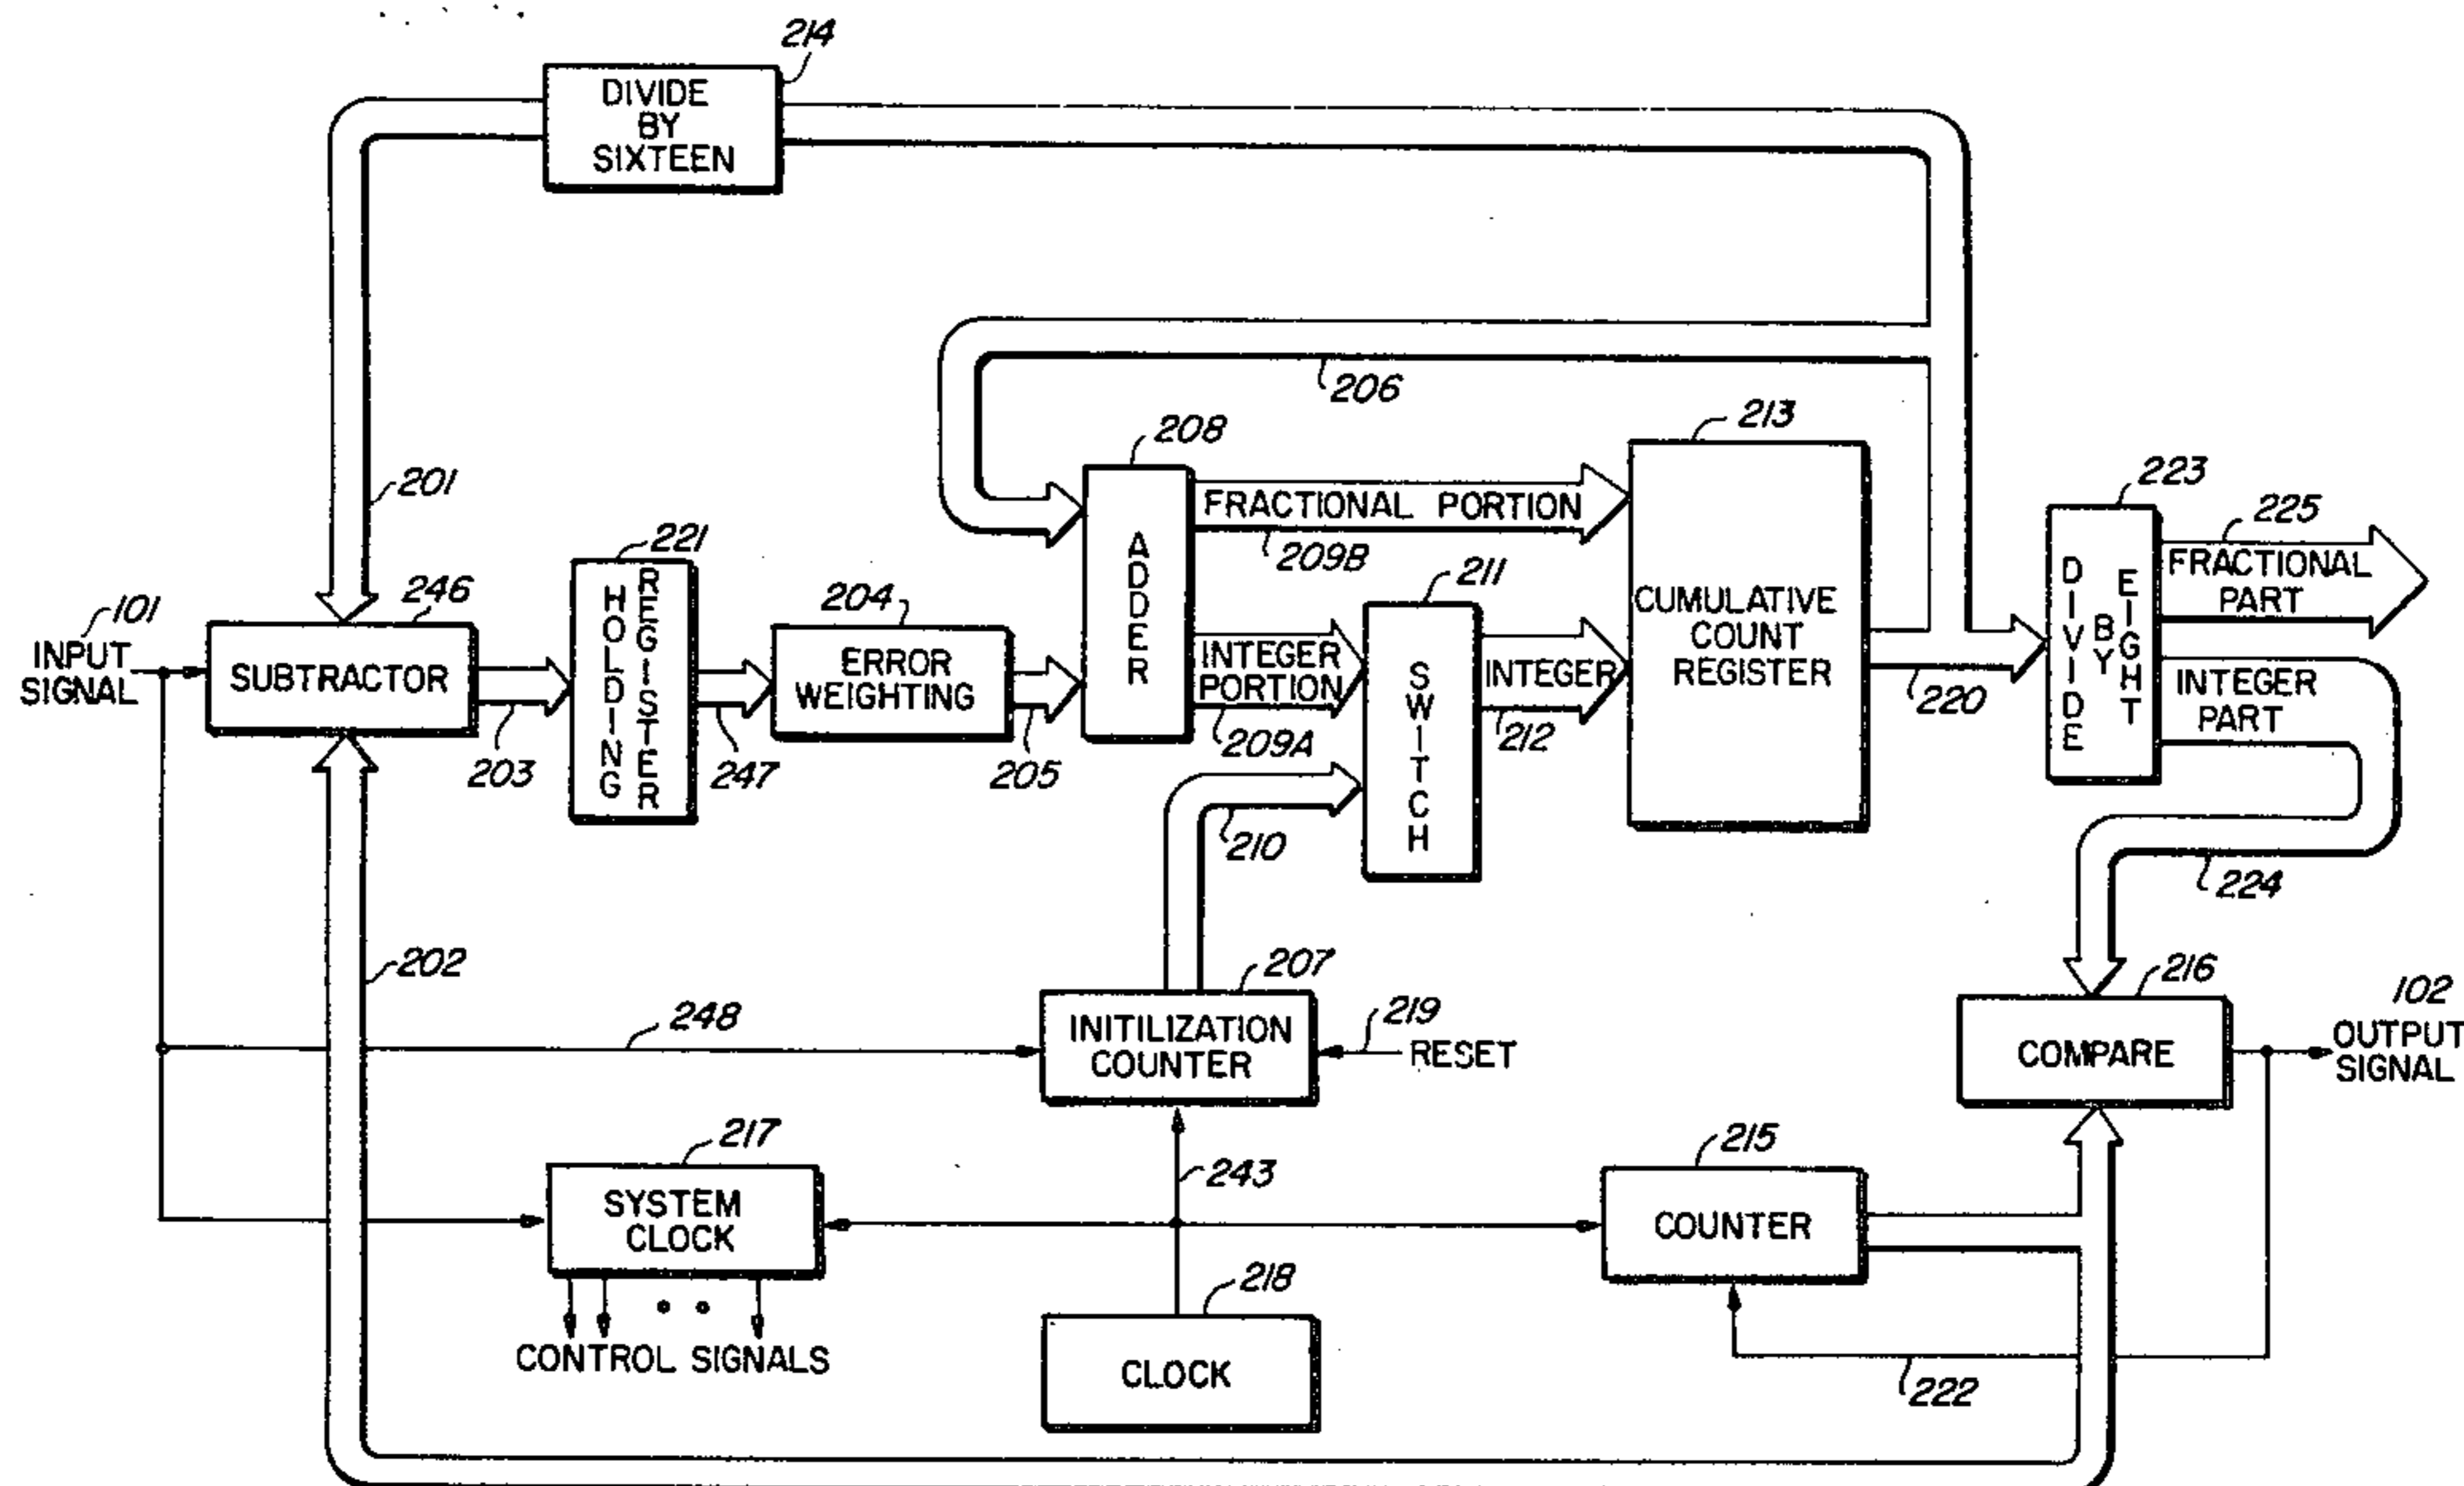 214
DIVIDE
BY
SIXTEEN
206
201
208
213
223
225
FRACTIONAL
PART
FRACTIONAL PORTION
209B
ADDER
221
HOLDING REGISTER
246
SUBTRACTOR
101
INPUT
SIGNAL
203
247
204
ERROR
WEIGHTING
205
INTEGER
PORTION
209A
211
SWITCH
INTEGER
212
CUMULATIVE
COUNT
REGISTER
220
DIVIDE BY EIGHT
INTEGER
PART
224
210
202
248
207
INITILIZATION
COUNTER
219
RESET
216
COMPARE
102
OUTPUT
SIGNAL
217
SYSTEM
CLOCK
243
215
COUNTER
218
CLOCK
CONTROL SIGNALS
222